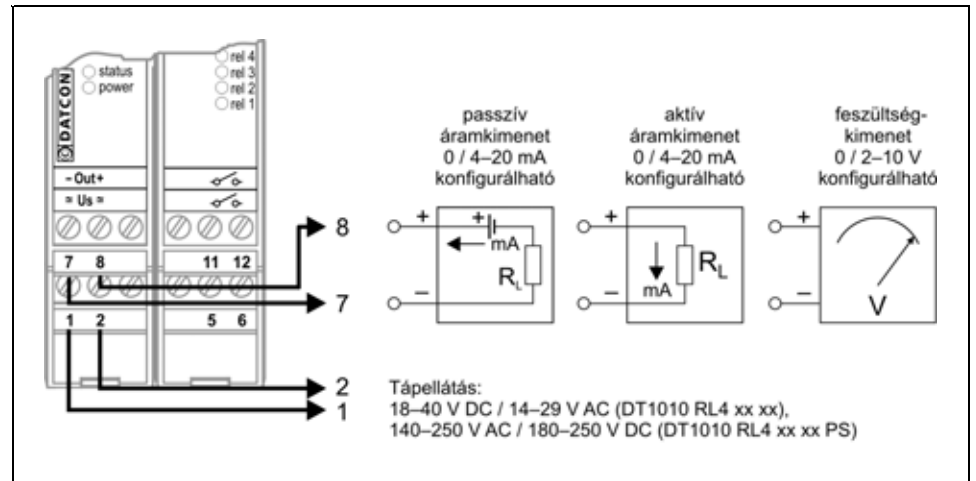 DATCON
status
power
rel 4
rel 3
rel 2
rel 1
- Out+
≂ Us ≂
7 8
11 12
1 2
5 6
8
7
2
1
passzív
áramkimenet
0 / 4–20 mA
konfigurálható
+
+
mA
RL
–
aktív
áramkimenet
0 / 4–20 mA
konfigurálható
+
mA
RL
–
feszültség-
kimenet
0 / 2–10 V
konfigurálható
+
V
–
Tápellátás:
18–40 V DC / 14–29 V AC (DT1010 RL4 xx xx),
140–250 V AC / 180–250 V DC (DT1010 RL4 xx xx PS)